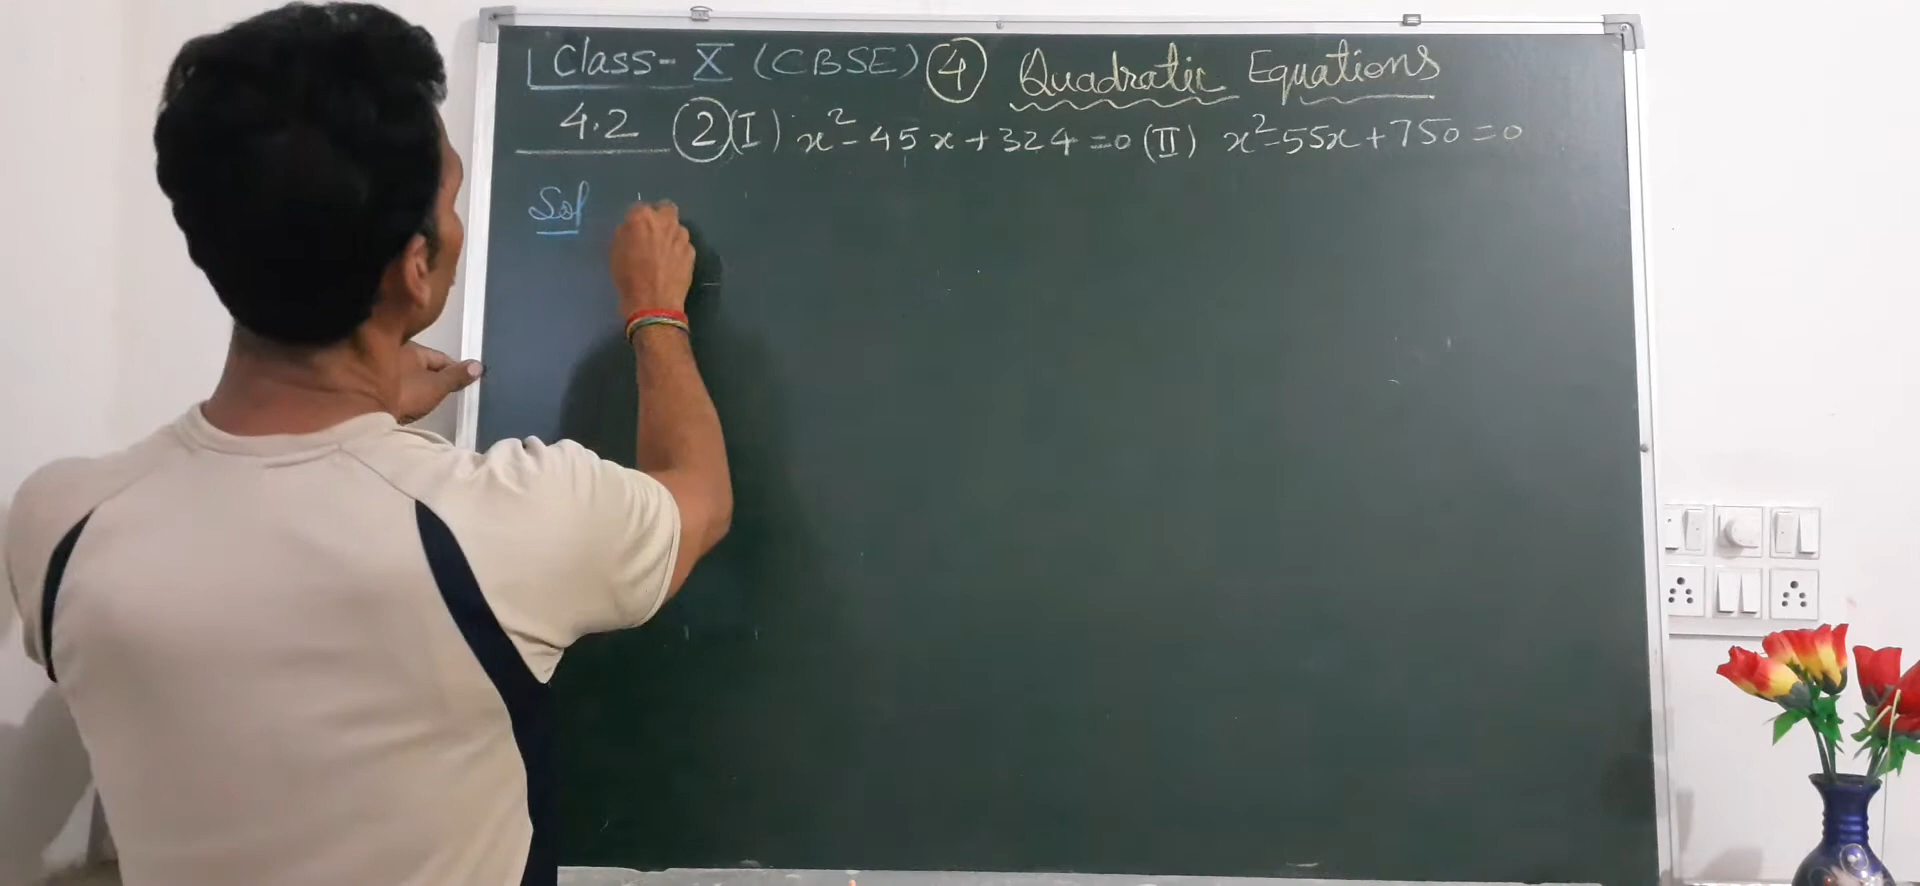 Class- X (CBSE) 4 Quadratic Equations
4.2 2 (I) x²-45x+324=0 (II) x²-55x+750=0
Sol